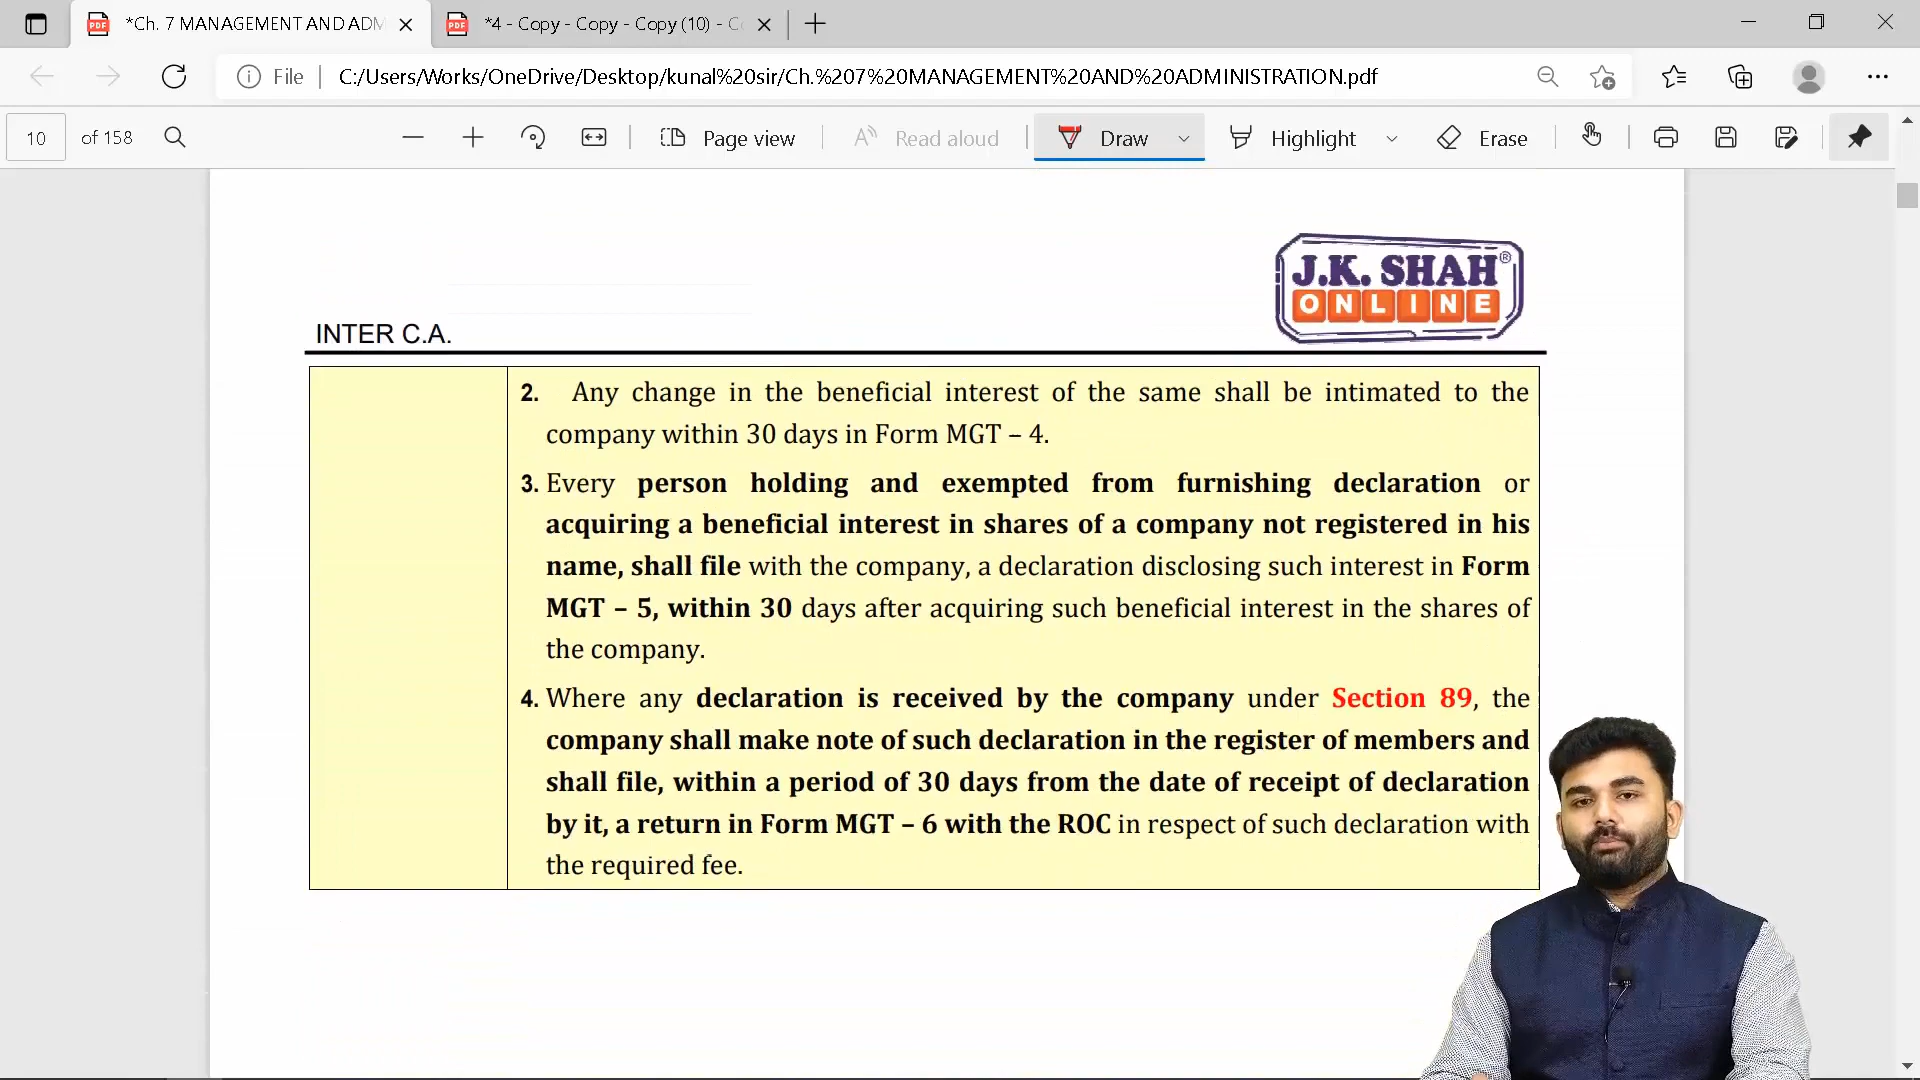 *Ch. 7 MANAGEMENT AND ADM
*4 - Copy - Copy - Copy (10) - Co
File
C:/Users/Works/OneDrive/Desktop/kunal%20sir/Ch.%207%20MANAGEMENT%20AND%20ADMINISTRATION.pdf
10 of 158
Page view
Read aloud
Draw
Highlight
Erase
J.K. SHAH®
ONLINE
INTER C.A.
2. Any change in the beneficial interest of the same shall be intimated to the
company within 30 days in Form MGT – 4.
3. Every person holding and exempted from furnishing declaration or
acquiring a beneficial interest in shares of a company not registered in his
name, shall file with the company, a declaration disclosing such interest in Form
MGT – 5, within 30 days after acquiring such beneficial interest in the shares of
the company.
4. Where any declaration is received by the company under Section 89, the
company shall make note of such declaration in the register of members and
shall file, within a period of 30 days from the date of receipt of declaration
by it, a return in Form MGT – 6 with the ROC in respect of such declaration with
the required fee.